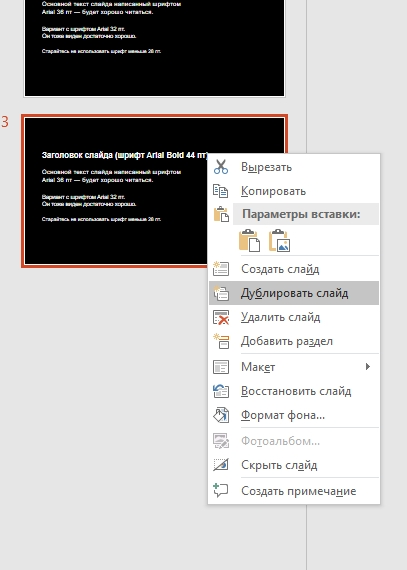 Основной текст слайда написанный шрифтом
Arial 36 пт — будет хорошо читаться.
Вариант с шрифтом Arial 32 пт.
Он тоже виден достаточно хорошо.
Старайтесь не использовать шрифт меньше 28 пт.
3
Заголовок слайда (шрифт Arial Bold 44 пт)
Основной текст слайда написанный шрифтом
Arial 36 пт — будет хорошо читаться.
Вариант с шрифтом Arial 32 пт.
Он тоже виден достаточно хорошо.
Старайтесь не использовать шрифт меньше 28 пт.
Вырезать
Копировать
Параметры вставки:
Создать слайд
Дублировать слайд
Удалить слайд
Добавить раздел
Макет
Восстановить слайд
Формат фона...
Фотоальбом...
Скрыть слайд
Создать примечание